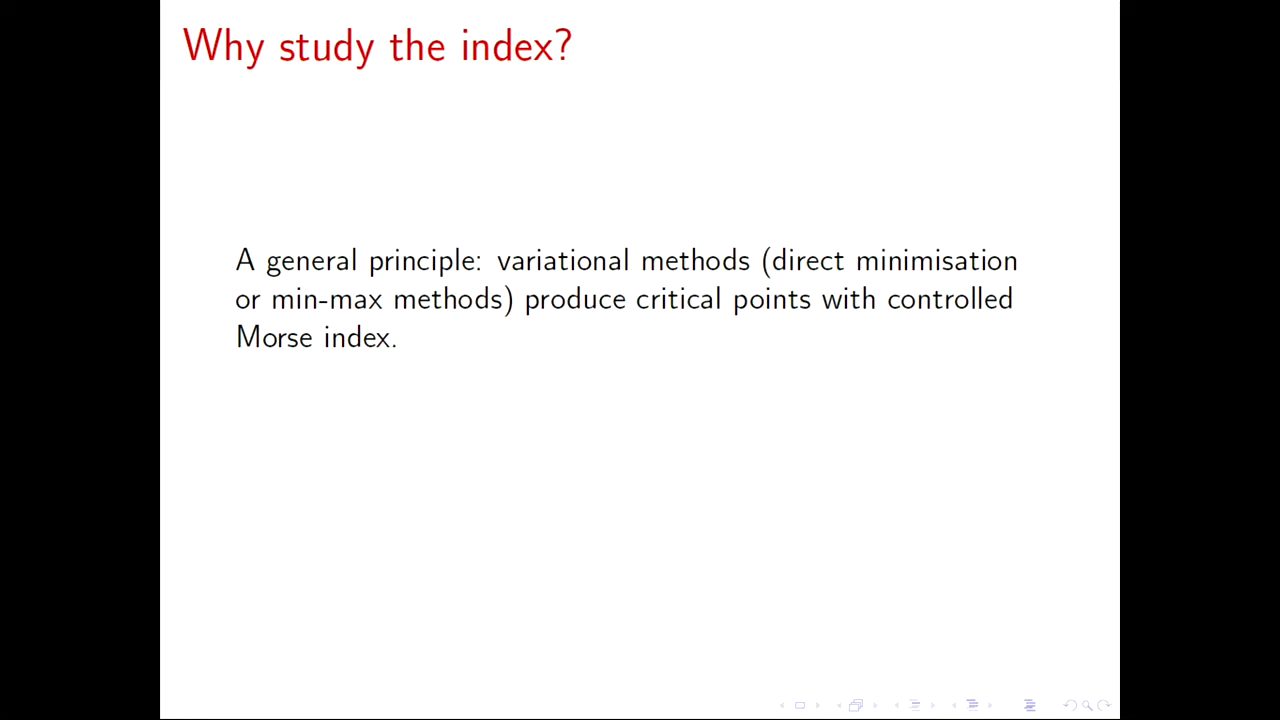 Why study the index?
A general principle: variational methods (direct minimisation
or min-max methods) produce critical points with controlled
Morse index.